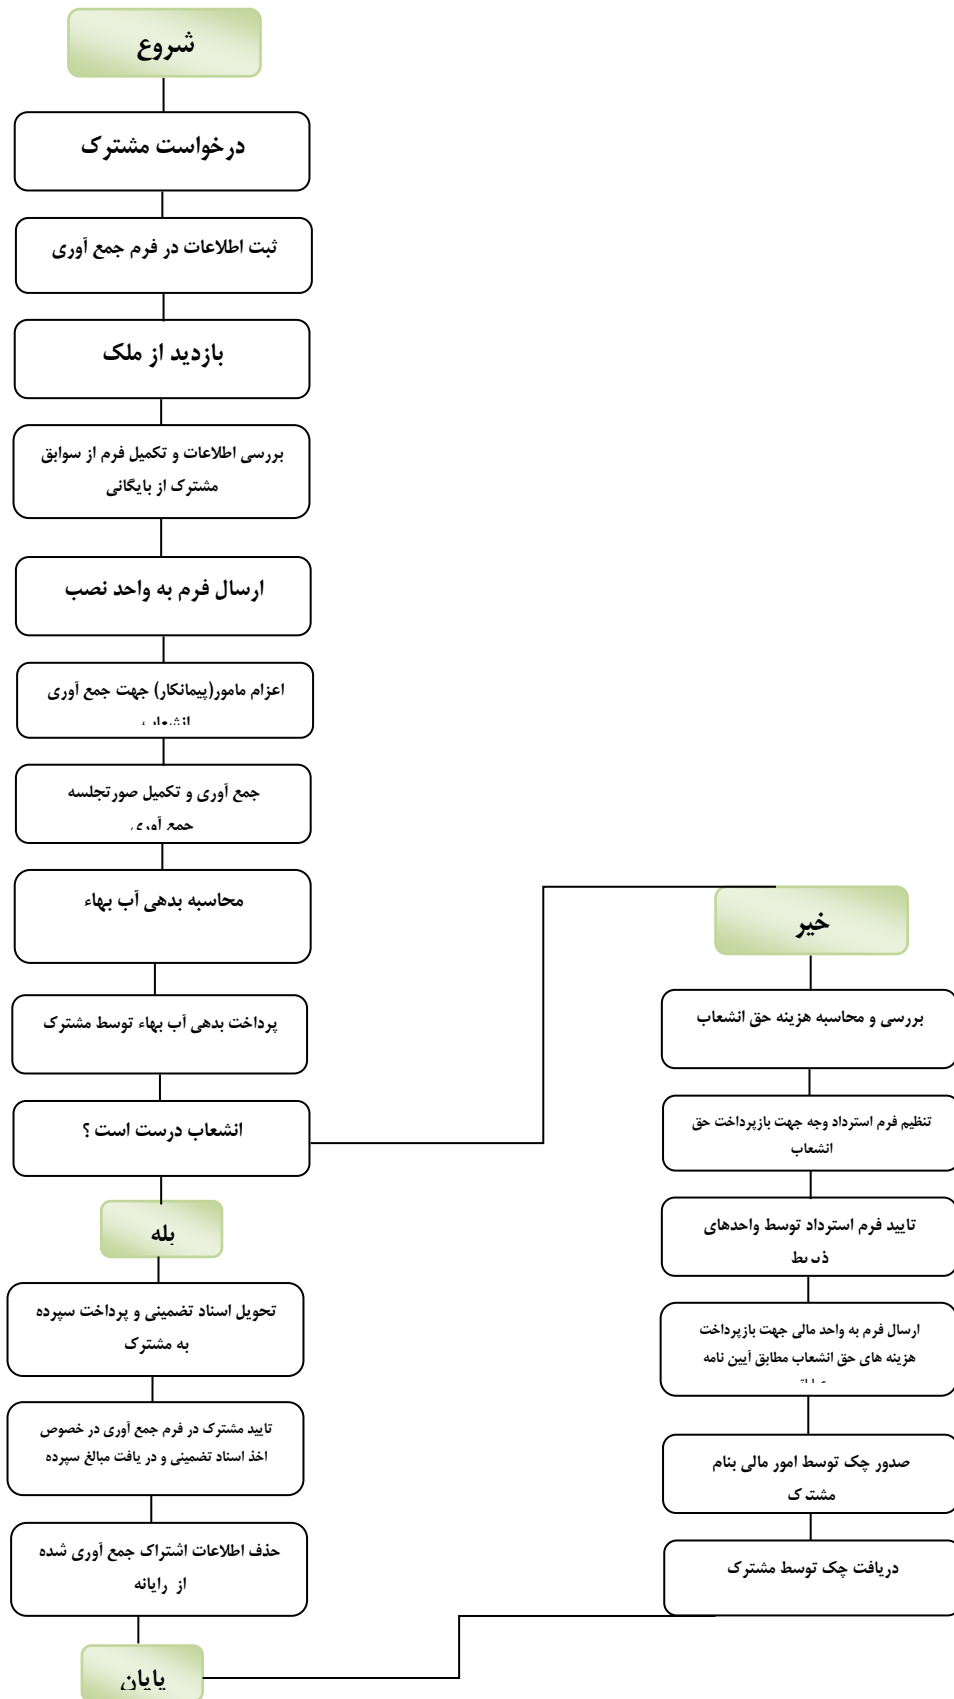 شروع
درخواست مشترک
ثبت اطلاعات در فرم جمع آوری
بازدید از ملک
بررسی اطلاعات و تکمیل فرم از سوابق
مشترک از بایگانی
ارسال فرم به واحد نصب
اعزام مامور(پیمانکار) جهت جمع آوری
انشعاب
جمع آوری و تکمیل صورتجلسه
جمع آوری
محاسبه بدهی آب بهاء
پرداخت بدهی آب بهاء توسط مشترک
انشعاب درست است ؟
بله
تحویل اسناد تضمینی و پرداخت سپرده
به مشترک
تایید مشترک در فرم جمع آوری در خصوص
اخذ اسناد تضمینی و در یافت مبالغ سپرده
حذف اطلاعات اشتراک جمع آوری شده
از رایانه
پایان
خیر
بررسی و محاسبه هزینه حق انشعاب
تنظیم فرم استرداد وجه جهت بازپرداخت حق
انشعاب
تایید فرم استرداد توسط واحدهای
ذیربط
ارسال فرم به واحد مالی جهت بازپرداخت
هزینه های حق انشعاب مطابق آیین نامه
صدور چک توسط امور مالی بنام
مشترک
دریافت چک توسط مشترک